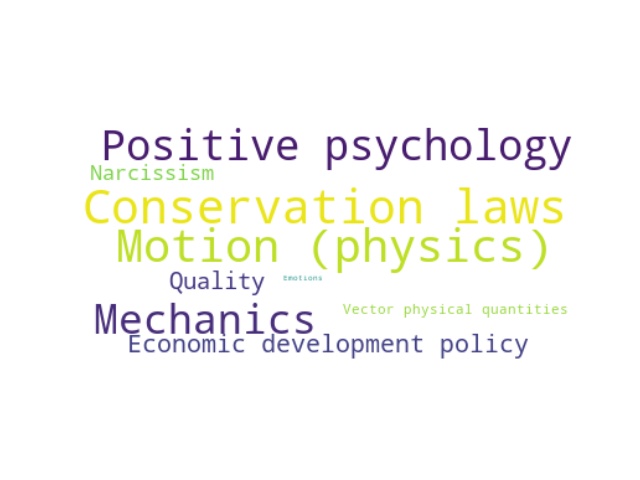 Positive psychology
Narcissism
Conservation laws
Motion (physics)
Quality
Emotions
Mechanics
Vector physical quantities
Economic development policy